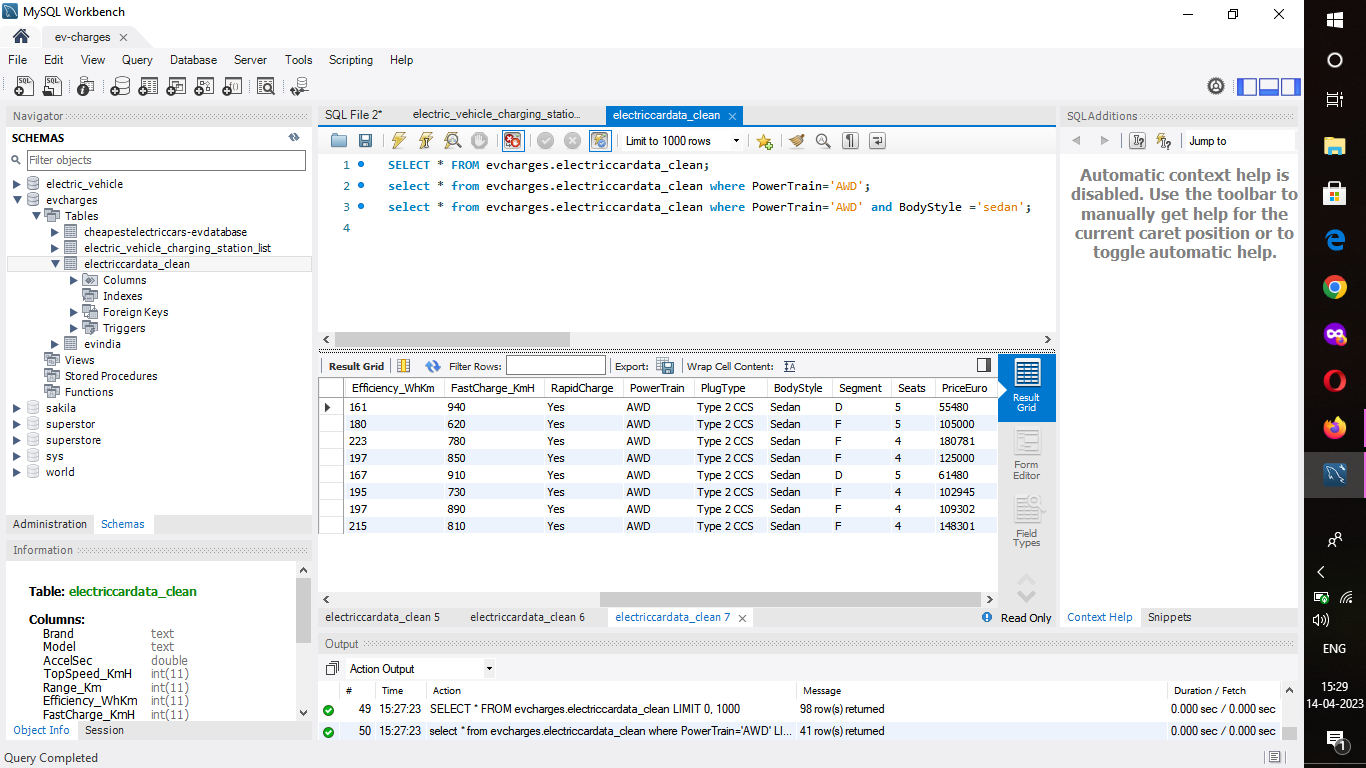 MySQL Workbench
ev-charges
File Edit View Query Database Server Tools Scripting Help
Navigator
SCHEMAS
Filter objects
electric_vehicle
evcharges
Tables
cheapestelectriccars-evdatabase
electric_vehicle_charging_station_list
electriccardata_clean
Columns
Indexes
Foreign Keys
Triggers
evindia
Views
Stored Procedures
Functions
sakila
superstor
superstore
sys
world
Administration Schemas
Information
Table: electriccardata_clean
Columns:
Brand text
Model text
AccelSec double
TopSpeed_KmH int(11)
Range_Km int(11)
Efficiency_WhKm int(11)
FastCharge_KmH int(11)
Object Info Session
Query Completed
SQL File 2* electric_vehicle_charging_statio... electriccardata_clean
Limit to 1000 rows
1 SELECT * FROM evcharges.electriccardata_clean;
2 select * from evcharges.electriccardata_clean where PowerTrain='AWD';
3 select * from evcharges.electriccardata_clean where PowerTrain='AWD' and BodyStyle ='sedan';
4
Result Grid Filter Rows: Export: Wrap Cell Content:
Efficiency_WhKm FastCharge_KmH RapidCharge PowerTrain PlugType BodyStyle Segment Seats PriceEuro
161 940 Yes AWD Type 2 CCS Sedan D 5 55480
180 620 Yes AWD Type 2 CCS Sedan F 5 105000
223 780 Yes AWD Type 2 CCS Sedan F 4 180781
197 850 Yes AWD Type 2 CCS Sedan F 4 125000
167 910 Yes AWD Type 2 CCS Sedan D 5 61480
195 730 Yes AWD Type 2 CCS Sedan F 4 102945
197 890 Yes AWD Type 2 CCS Sedan F 4 109302
215 810 Yes AWD Type 2 CCS Sedan F 4 148301
Result
Grid
Form
Editor
Field
Types
electriccardata_clean 5 electriccardata_clean 6 electriccardata_clean 7 Read Only
Output
Action Output
# Time Action Message Duration / Fetch
49 15:27:23 SELECT * FROM evcharges.electriccardata_clean LIMIT 0, 1000 98 row(s) returned 0.000 sec / 0.000 sec
50 15:27:23 select * from evcharges.electriccardata_clean where PowerTrain='AWD' LI... 41 row(s) returned 0.000 sec / 0.000 sec
SQLAdditions
Jump to
Automatic context help is
disabled. Use the toolbar to
manually get help for the
current caret position or to
toggle automatic help.
Context Help Snippets
ENG
15:29
14-04-2023
1